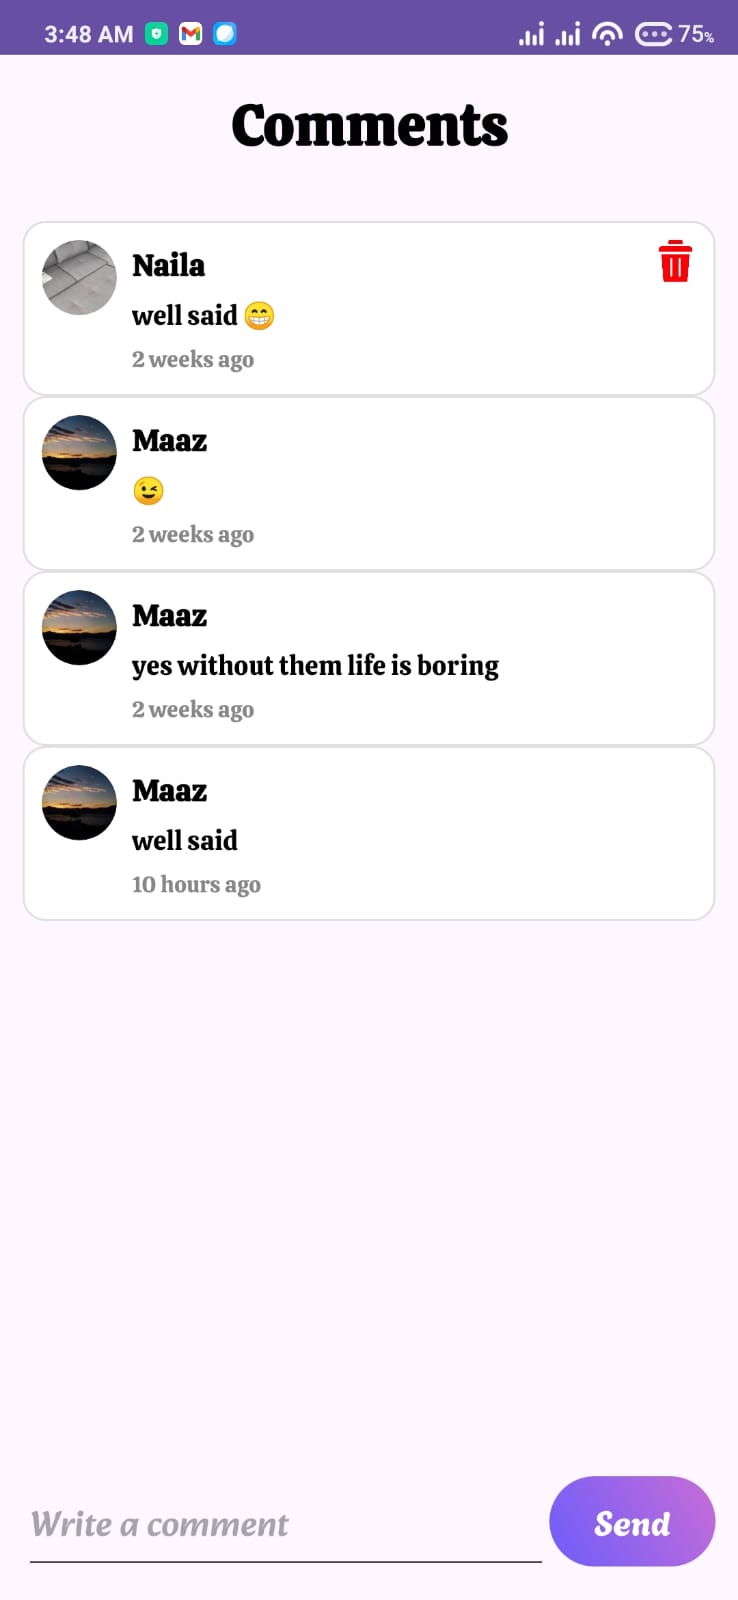 3:48 AM 75%
Comments
Naila
well said 😁
2 weeks ago
Maaz
😉
2 weeks ago
Maaz
yes without them life is boring
2 weeks ago
Maaz
well said
10 hours ago
Write a comment
Send